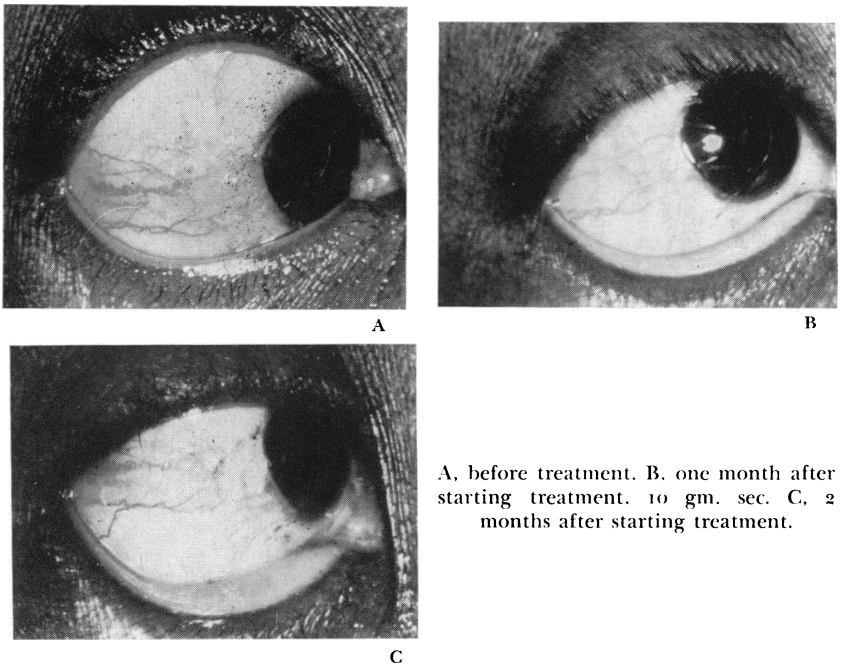 A
B
C
A, before treatment. B. one month after
starting treatment. 10 gm. sec. C, 2
months after starting treatment.